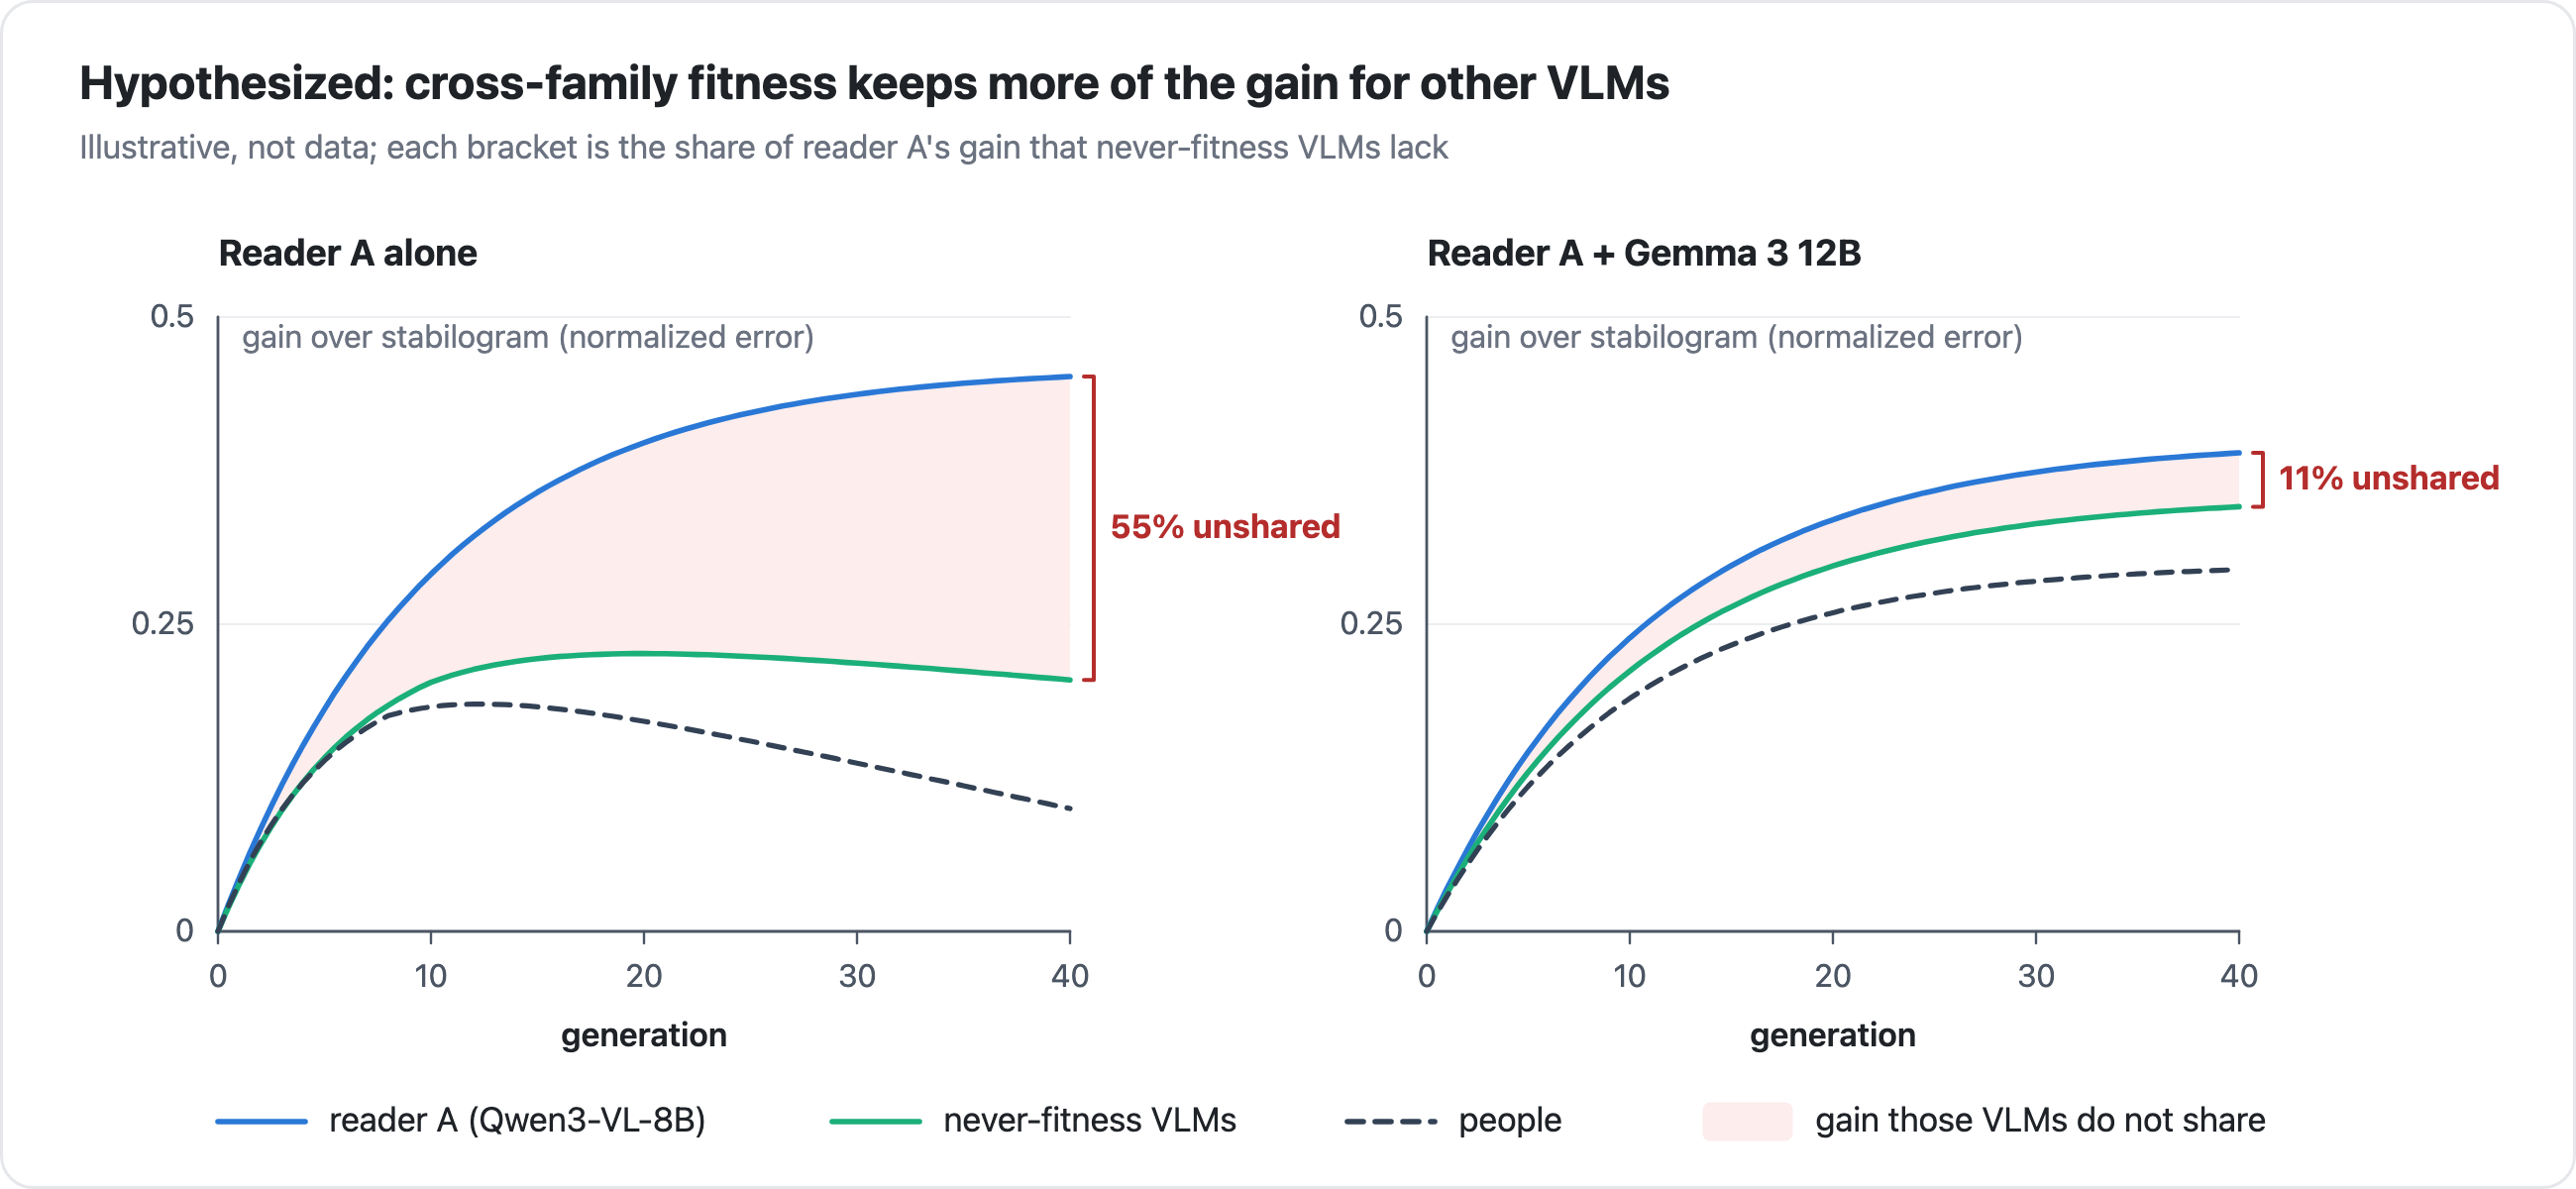 Hypothesized: cross-family fitness keeps more of the gain for other VLMs
Illustrative, not data; each bracket is the share of reader A's gain that never-fitness VLMs lack
Reader A alone
0.5
gain over stabilogram (normalized error)
55% unshared
0.25
0
0 10 20 30 40
generation
Reader A + Gemma 3 12B
0.5
gain over stabilogram (normalized error)
11% unshared
0.25
0
0 10 20 30 40
generation
reader A (Qwen3-VL-8B) never-fitness VLMs people gain those VLMs do not share